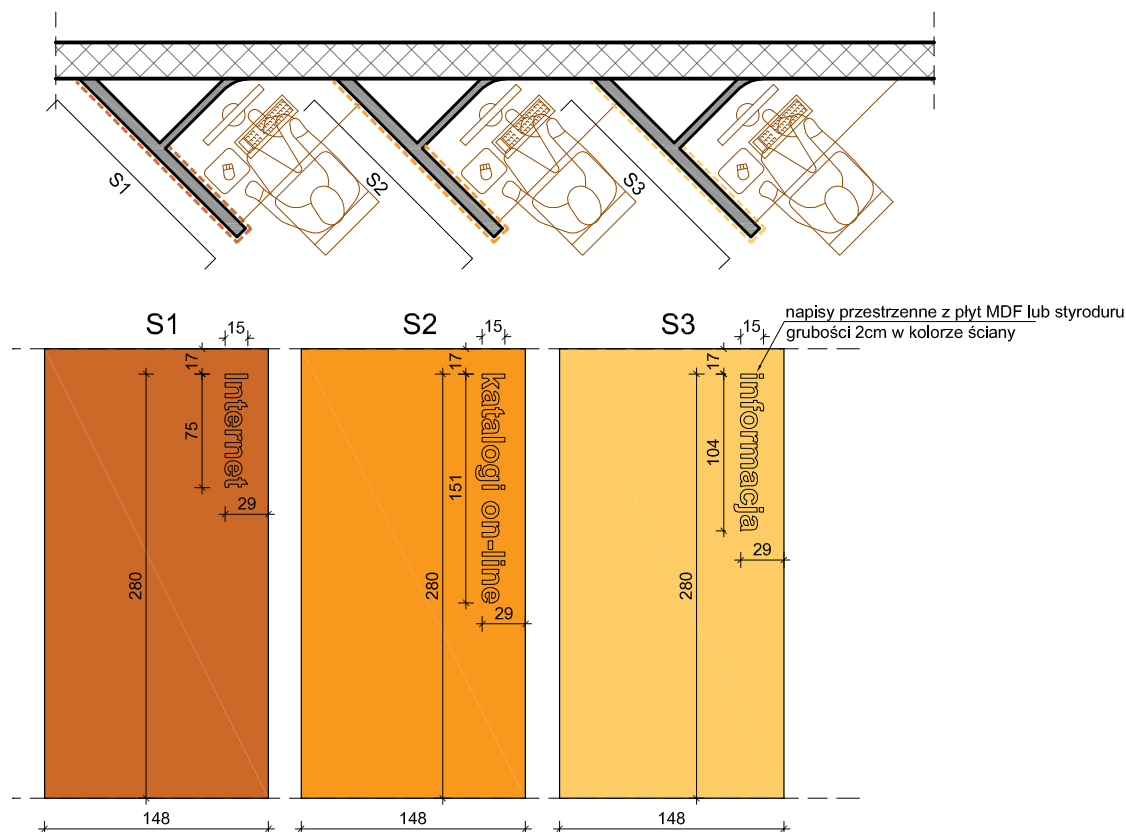 S1
S2
S3
S1
S2
S3
napisy przestrzenne z płyt MDF lub styroduru
grubości 2cm w kolorze ściany
15
15
15
17
17
17
Internet
katalogi on-line
informacja
75
151
104
29
29
29
280
280
280
148
148
148